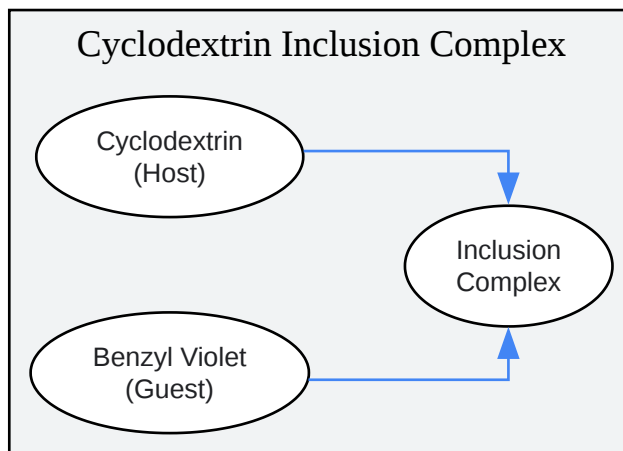 Cyclodextrin Inclusion Complex
Cyclodextrin
(Host)
Inclusion
Complex
Benzyl Violet
(Guest)